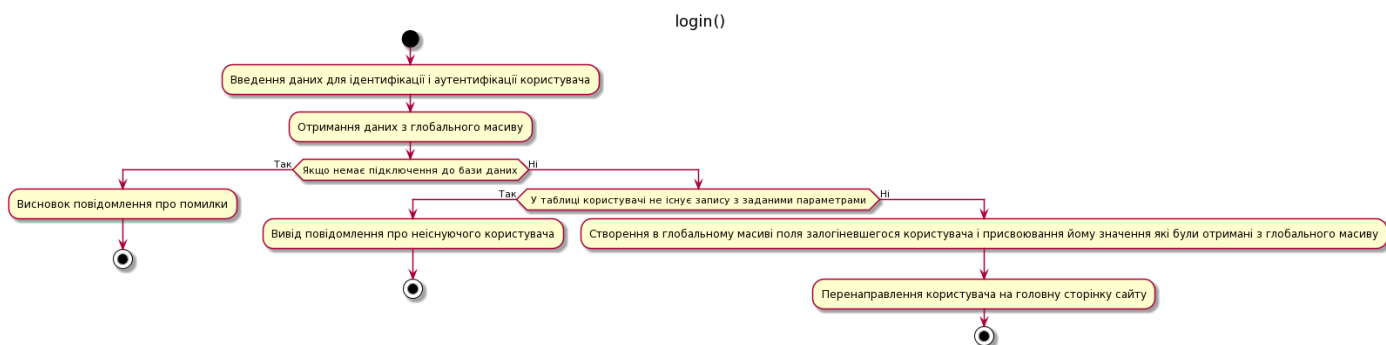 login()
Введення даних для ідентифікації і аутентифікації користувача
Отримання даних з глобального масиву
Так
Якщо немає підключення до бази даних
Ні
Висновок повідомлення про помилки
Так
У таблиці користувачі не існує запису з заданими параметрами
Ні
Вивід повідомлення про неіснуючого користувача
Створення в глобальному масиві поля залогіневшегося користувача і присвоювання йому значення які були отримані з глобального масиву
Перенаправлення користувача на головну сторінку сайту